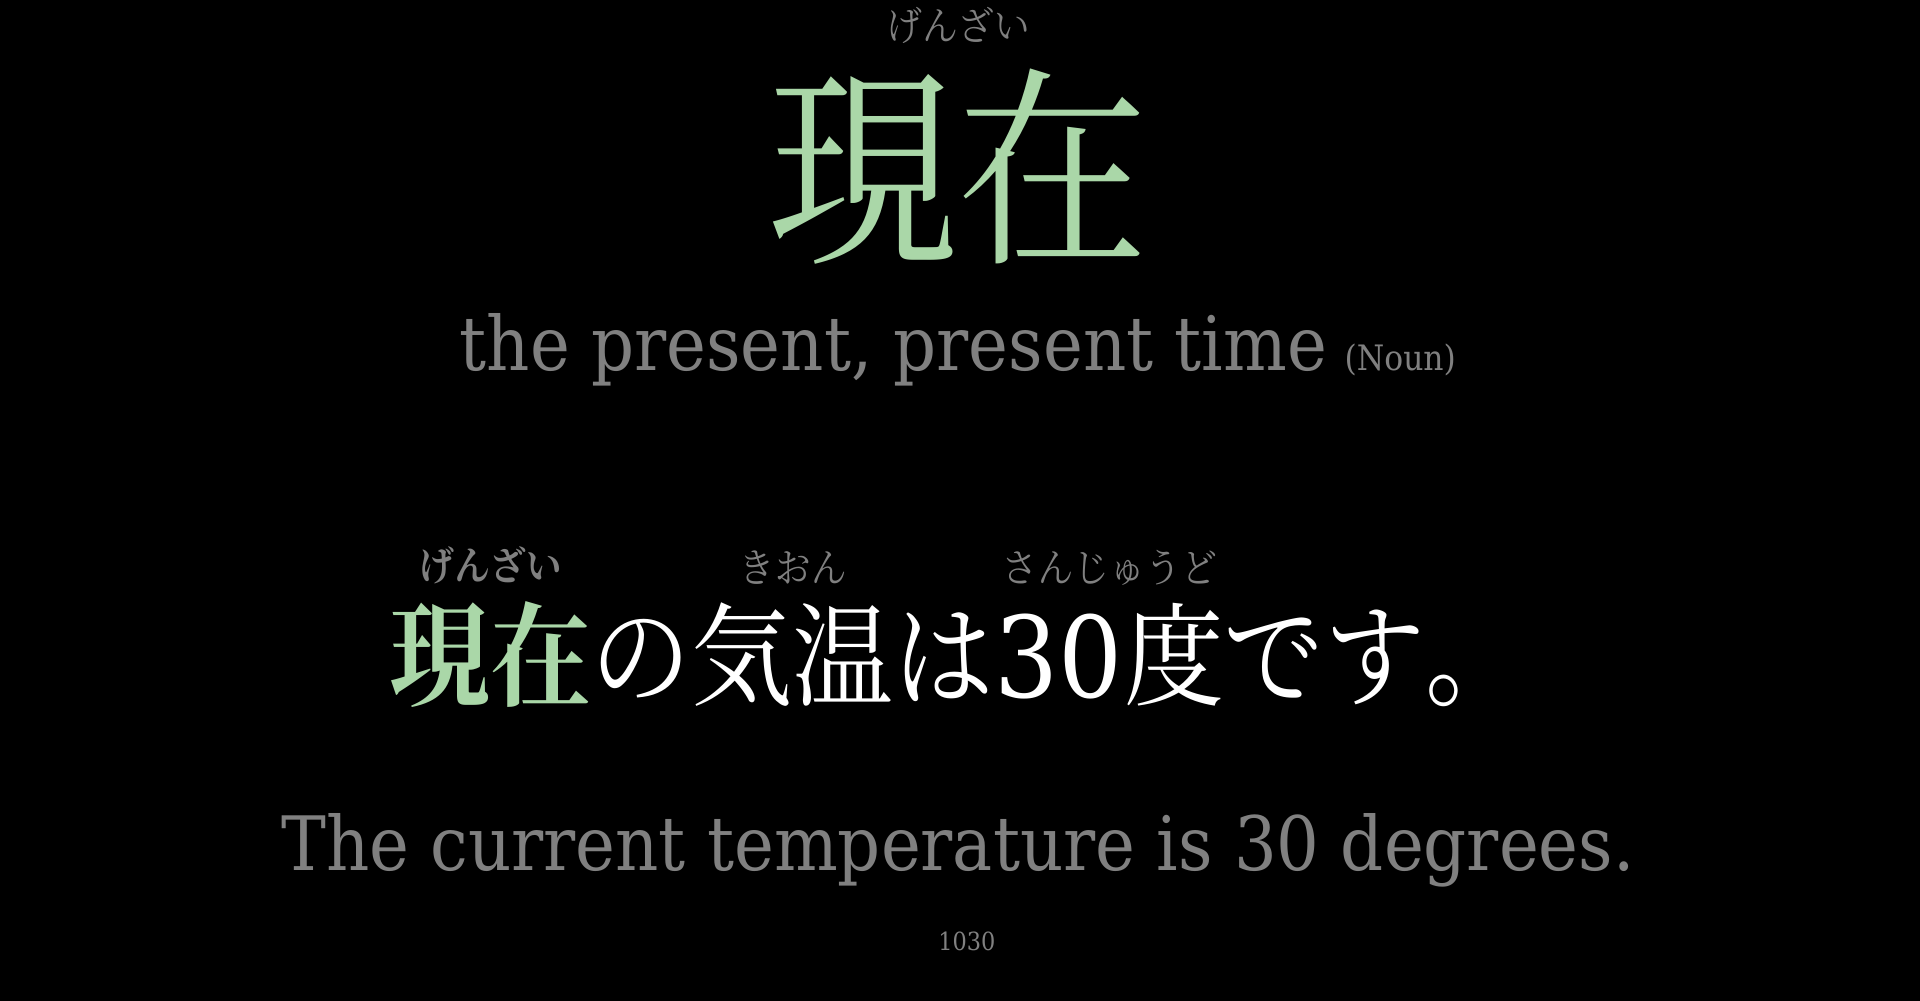 げんざい
現在
the present, present time (Noun)
げんざい きおん さんじゅうど
現在の気温は30度です。
The current temperature is 30 degrees.
1030